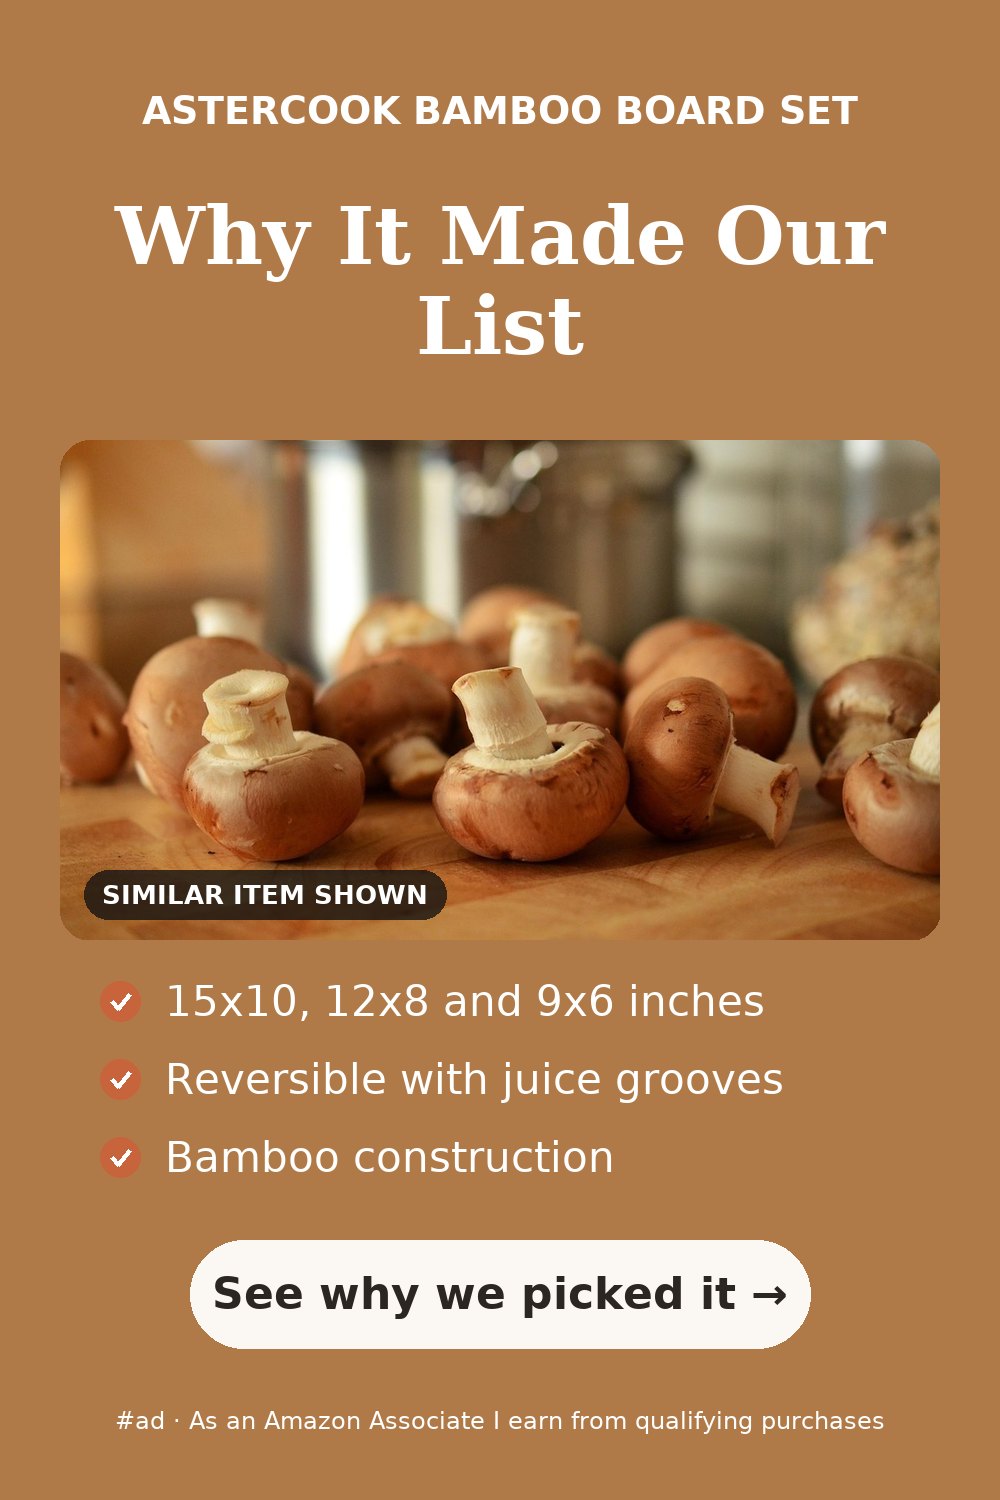 ASTERCOOK BAMBOO BOARD SET
Why It Made Our
List
SIMILAR ITEM SHOWN
15x10, 12x8 and 9x6 inches
Reversible with juice grooves
Bamboo construction
See why we picked it →
#ad · As an Amazon Associate I earn from qualifying purchases